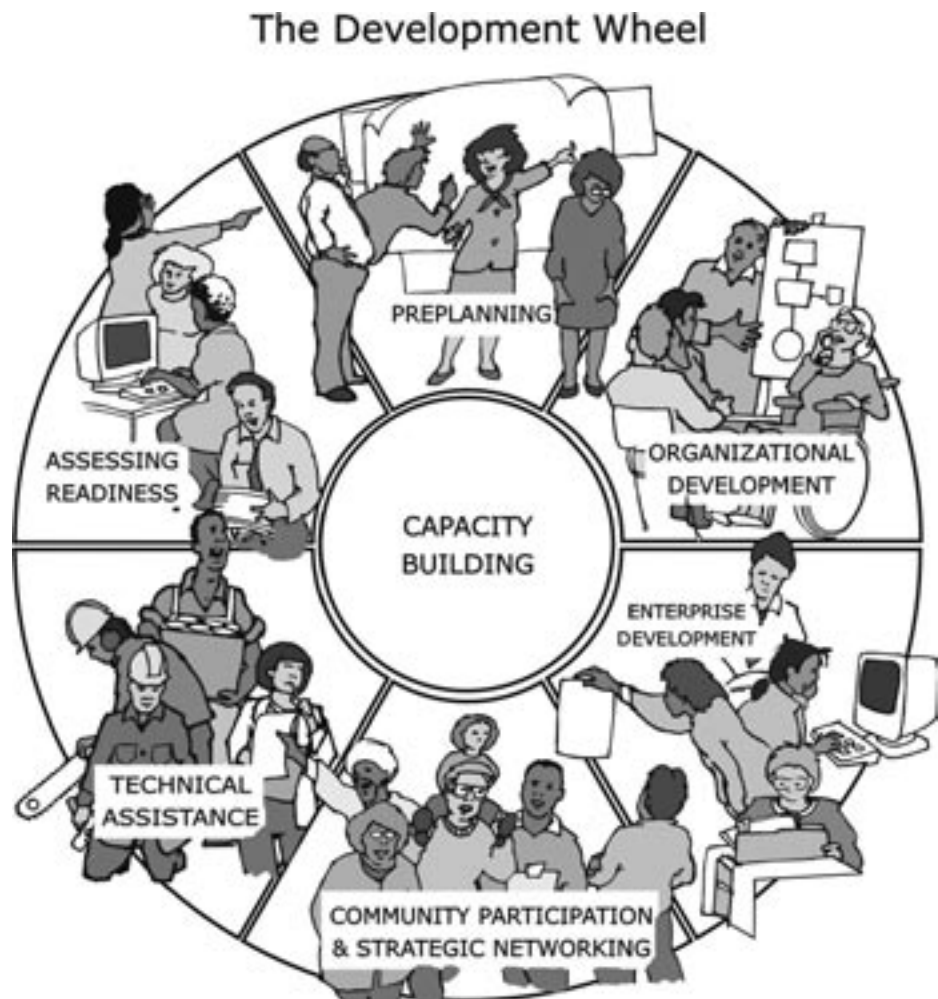 The Development Wheel
PREPLANNING
ORGANIZATIONAL
DEVELOPMENT
ENTERPRISE
DEVELOPMENT
COMMUNITY PARTICIPATION
& STRATEGIC NETWORKING
TECHNICAL
ASSISTANCE
ASSESSING
READINESS
CAPACITY
BUILDING